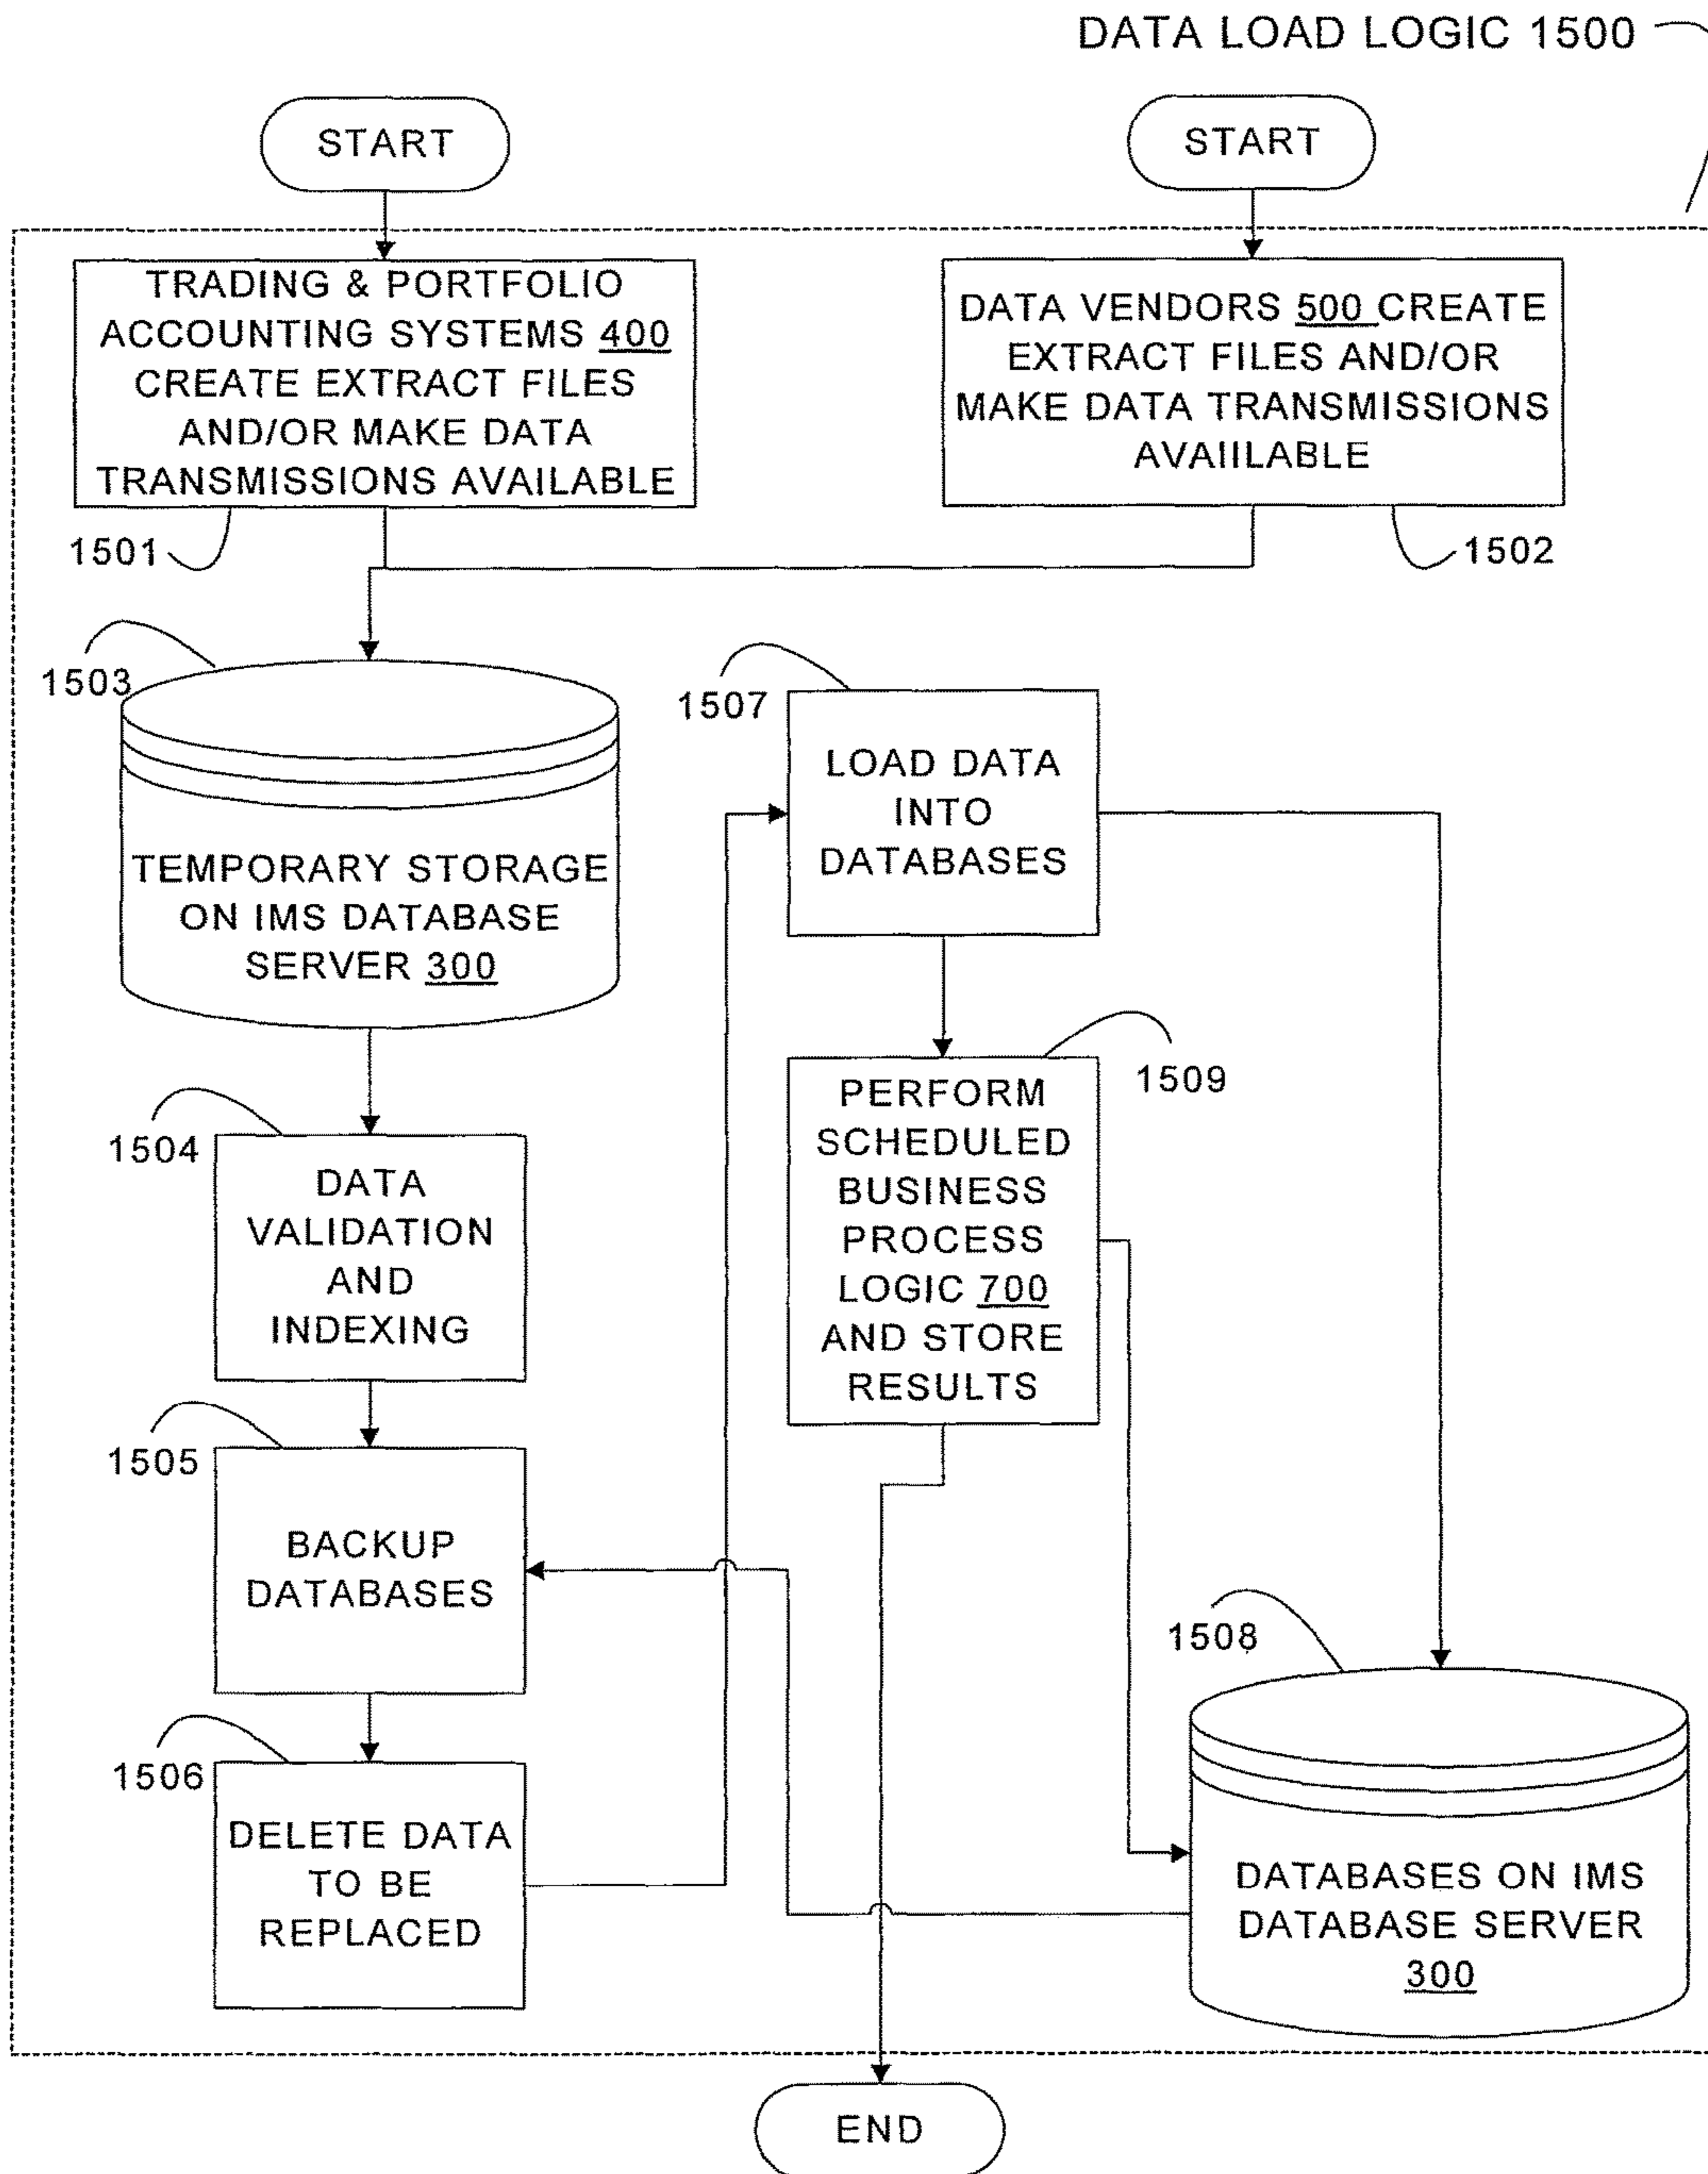 DATA LOAD LOGIC 1500
START
START
TRADING & PORTFOLIO
ACCOUNTING SYSTEMS 400
CREATE EXTRACT FILES
AND/OR MAKE DATA
TRANSMISSIONS AVAILABLE
DATA VENDORS 500 CREATE
EXTRACT FILES AND/OR
MAKE DATA TRANSMISSIONS
AVAIILABLE
1501
1502
1503
TEMPORARY STORAGE
ON IMS DATABASE
SERVER 300
1507
LOAD DATA
INTO
DATABASES
1504
DATA
VALIDATION
AND
INDEXING
1509
PERFORM
SCHEDULED
BUSINESS
PROCESS
LOGIC 700
AND STORE
RESULTS
1505
BACKUP
DATABASES
1506
DELETE DATA
TO BE
REPLACED
1508
DATABASES ON IMS
DATABASE SERVER
300
END